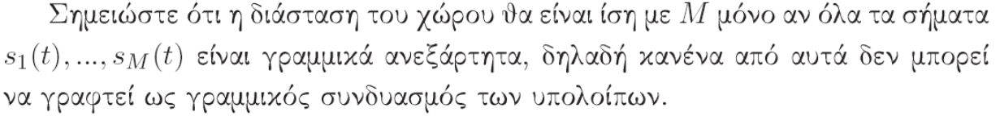 Σημειώστε ότι η διάσταση του χώρου θα είναι ίση με M μόνο αν όλα τα σήματα
s₁(t), ..., s_M(t) είναι γραμμικά ανεξάρτητα, δηλαδή κανένα από αυτά δεν μπορεί
να γραφτεί ως γραμμικός συνδυασμός των υπολοίπων.